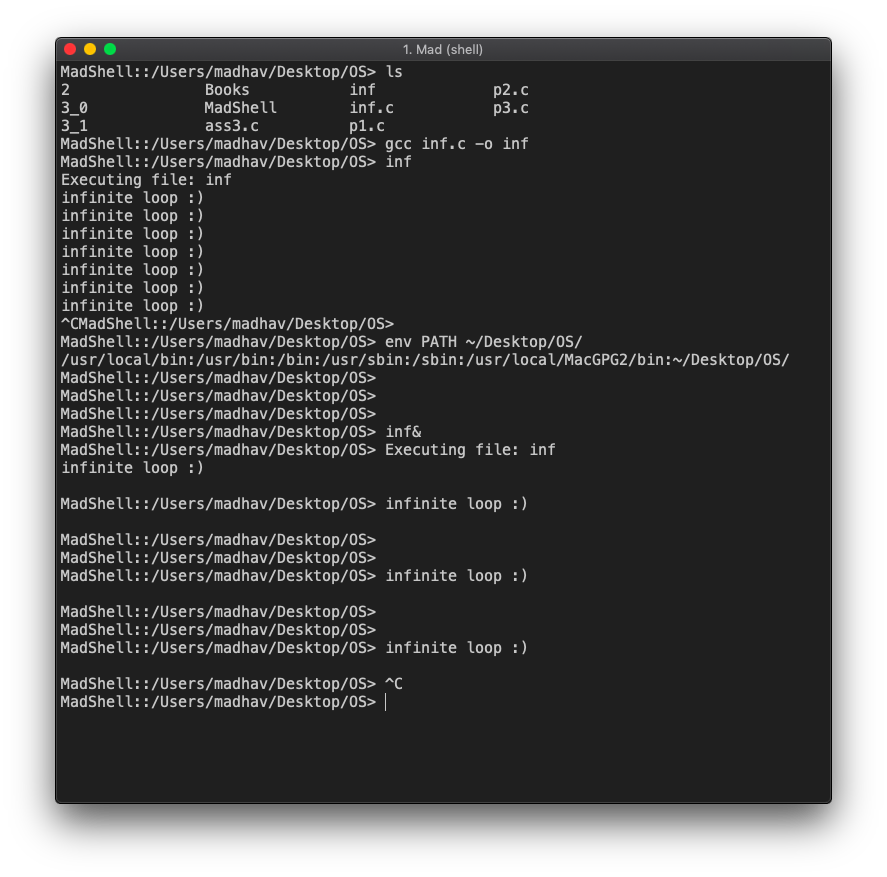 1. Mad (shell)
MadShell::/Users/madhav/Desktop/OS> ls
2 Books inf p2.c
3_0 MadShell inf.c p3.c
3_1 ass3.c p1.c
MadShell::/Users/madhav/Desktop/OS> gcc inf.c -o inf
MadShell::/Users/madhav/Desktop/OS> inf
Executing file: inf
infinite loop :)
infinite loop :)
infinite loop :)
infinite loop :)
infinite loop :)
infinite loop :)
infinite loop :)
^CMadShell::/Users/madhav/Desktop/OS>
MadShell::/Users/madhav/Desktop/OS> env PATH ~/Desktop/OS/
/usr/local/bin:/usr/bin:/bin:/usr/sbin:/sbin:/usr/local/MacGPG2/bin:~/Desktop/OS/
MadShell::/Users/madhav/Desktop/OS>
MadShell::/Users/madhav/Desktop/OS>
MadShell::/Users/madhav/Desktop/OS>
MadShell::/Users/madhav/Desktop/OS> inf&
MadShell::/Users/madhav/Desktop/OS> Executing file: inf
infinite loop :)
MadShell::/Users/madhav/Desktop/OS> infinite loop :)
MadShell::/Users/madhav/Desktop/OS>
MadShell::/Users/madhav/Desktop/OS>
MadShell::/Users/madhav/Desktop/OS> infinite loop :)
MadShell::/Users/madhav/Desktop/OS>
MadShell::/Users/madhav/Desktop/OS>
MadShell::/Users/madhav/Desktop/OS> infinite loop :)
MadShell::/Users/madhav/Desktop/OS> ^C
MadShell::/Users/madhav/Desktop/OS>